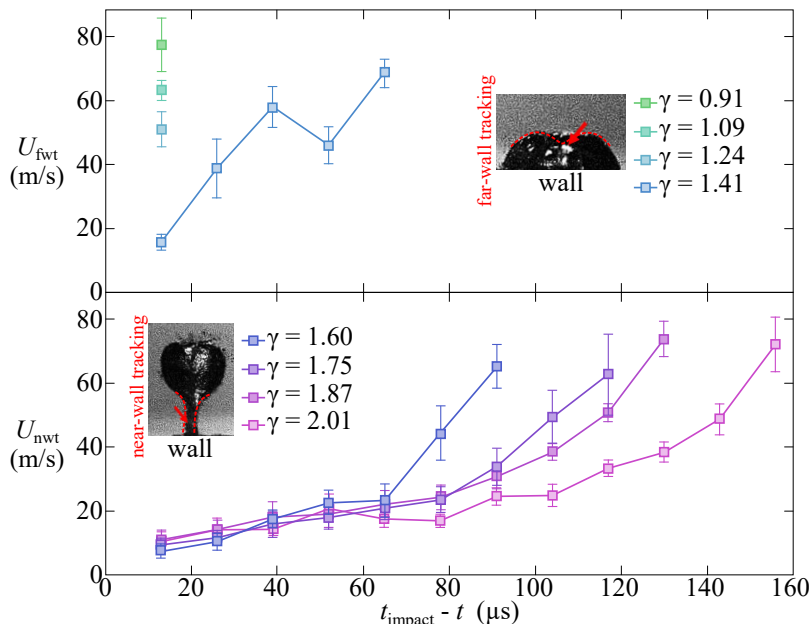 80
60
40
20
0
U_fwt
(m/s)
far-wall tracking
wall
γ = 0.91
γ = 1.09
γ = 1.24
γ = 1.41
80
60
40
20
0
U_nwt
(m/s)
near-wall tracking
wall
γ = 1.60
γ = 1.75
γ = 1.87
γ = 2.01
0 20 40 60 80 100 120 140 160
t_impact - t (μs)